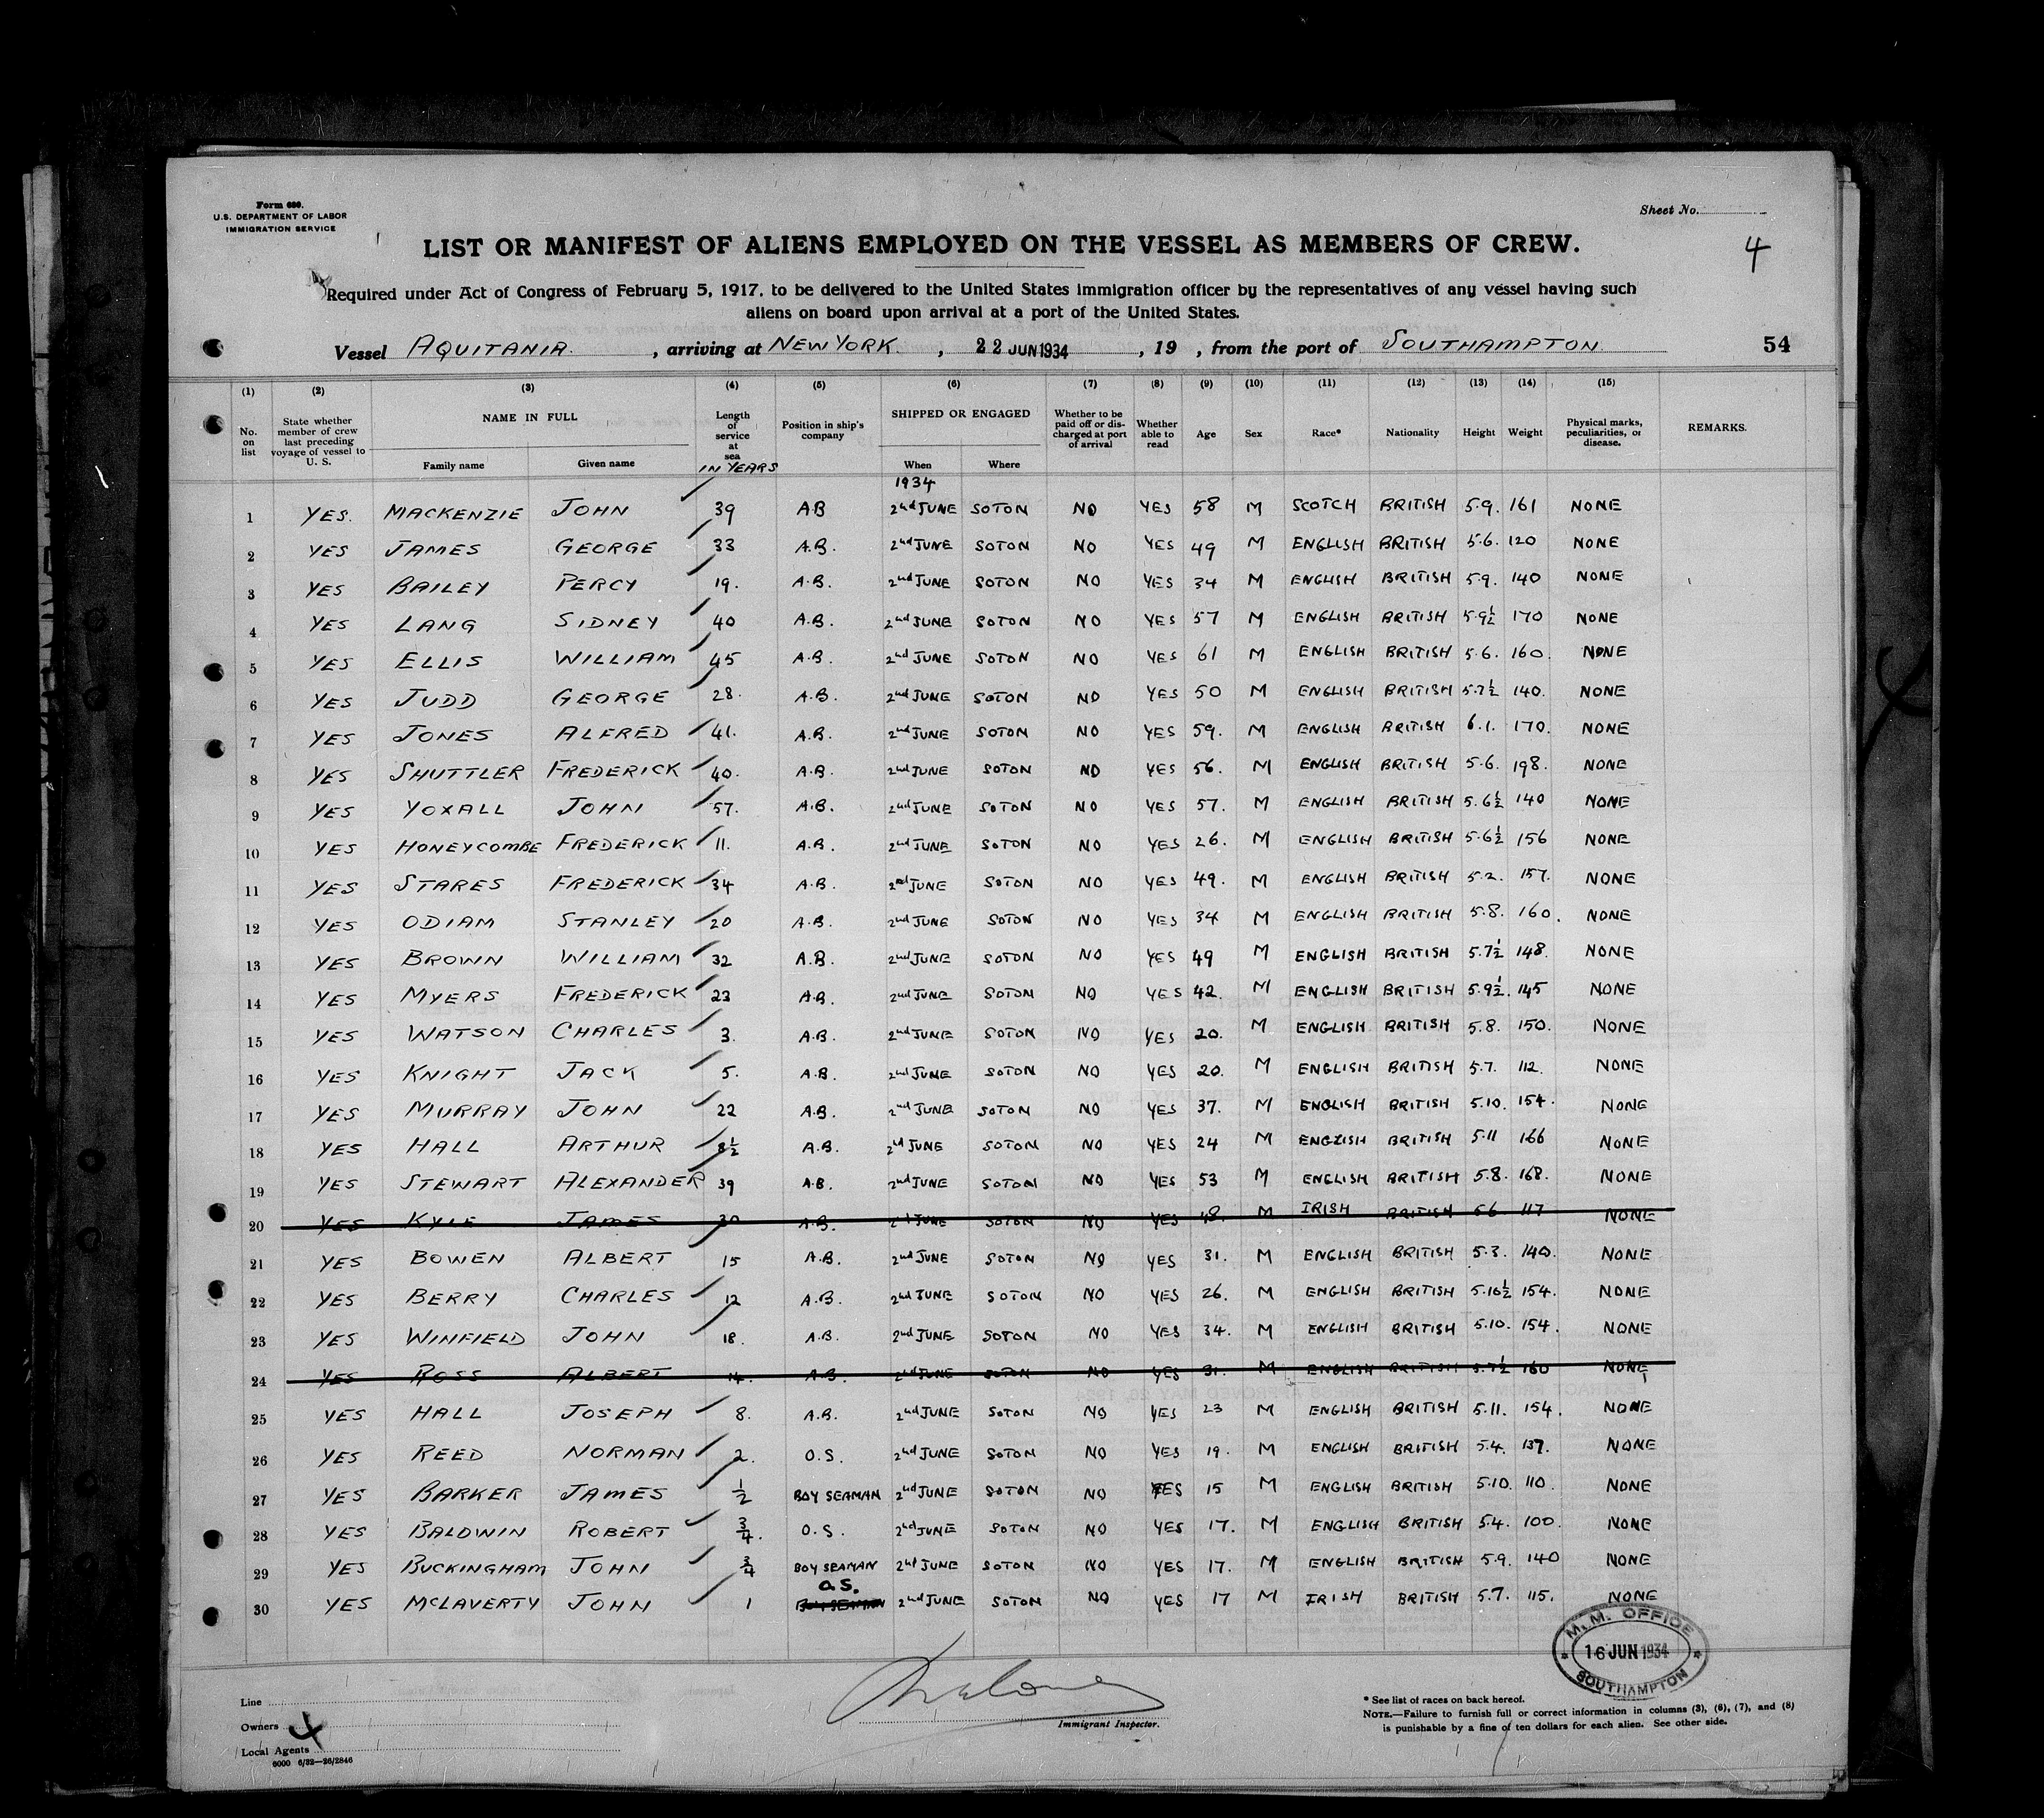 Form 680.
U.S. DEPARTMENT OF LABOR
IMMIGRATION SERVICE
Sheet No.
4
LIST OR MANIFEST OF ALIENS EMPLOYED ON THE VESSEL AS MEMBERS OF CREW.
Required under Act of Congress of February 5, 1917, to be delivered to the United States immigration officer by the representatives of any vessel having such
aliens on board upon arrival at a port of the United States.
Vessel AQUITANIA. , arriving at NEW YORK. , 22 JUN 1934 , 19 , from the port of SOUTHAMPTON. 54
(1) (2) (3) (4) (5) (6) (7) (8) (9) (10) (11) (12) (13) (14) (15)
No. on list State whether member of crew last preceding voyage of vessel to U. S. NAME IN FULL Family name Given name Length of service at sea IN YEARS Position in ship's company SHIPPED OR ENGAGED When Where Whether to be paid off or discharged at port of arrival Whether able to read Age Sex Race* Nationality Height Weight Physical marks, peculiarities, or disease. REMARKS.
1934
1 YES. MACKENZIE JOHN 39 A.B 2nd JUNE SOTON NO YES 58 M SCOTCH BRITISH 5.9. 161 NONE
2 YES JAMES GEORGE 33 A.B. 2nd JUNE SOTON NO YES 49 M ENGLISH BRITISH 5.6. 120 NONE
3 YES BAILEY PERCY 19. A.B. 2nd JUNE SOTON NO YES 34 M ENGLISH BRITISH 5.9. 140 NONE
4 YES LANG SIDNEY 40 A.B. 2nd JUNE SOTON NO YES 57 M ENGLISH BRITISH 5.9½ 170 NONE
5 YES ELLIS WILLIAM 45 A.B. 2nd JUNE SOTON NO YES 61 M ENGLISH BRITISH 5.6. 160. NONE
6 YES JUDD GEORGE 28. A.B. 2nd JUNE SOTON NO YES 50 M ENGLISH BRITISH 5.7½ 140. NONE
7 YES JONES ALFRED 41. A.B. 2nd JUNE SOTON NO YES 59. M ENGLISH BRITISH 6.1. 170. NONE
8 YES SHUTTLER FREDERICK 40. A.B. 2nd JUNE SOTON NO YES 56. M ENGLISH BRITISH 5.6. 198. NONE
9 YES YOXALL JOHN 57. A.B. 2nd JUNE SOTON NO YES 57. M ENGLISH BRITISH 5.6½ 140 NONE
10 YES HONEYCOMBE FREDERICK 11. A.B. 2nd JUNE SOTON NO YES 26. M ENGLISH BRITISH 5.6½ 156 NONE
11 YES STARES FREDERICK 34 A.B. 2nd JUNE SOTON NO YES 49. M ENGLISH BRITISH 5.2. 157. NONE
12 YES ODIAM STANLEY 20 A.B. 2nd JUNE SOTON NO YES 34 M ENGLISH BRITISH 5.8. 160. NONE
13 YES BROWN WILLIAM 32 A.B. 2nd JUNE SOTON NO YES 49 M ENGLISH BRITISH 5.7½ 148. NONE
14 YES MYERS FREDERICK 23 A.B. 2nd JUNE SOTON NO YES 42. M ENGLISH BRITISH 5.9½. 145 NONE
15 YES WATSON CHARLES 3. A.B. 2nd JUNE SOTON NO YES 20. M ENGLISH BRITISH 5.8. 150. NONE
16 YES KNIGHT JACK 5. A.B. 2nd JUNE SOTON NO YES 20. M ENGLISH BRITISH 5.7. 112. NONE
17 YES MURRAY JOHN 22 A.B. 2nd JUNE SOTON NO YES 37. M ENGLISH BRITISH 5.10. 154. NONE
18 YES HALL ARTHUR 8½ A.B. 2nd JUNE SOTON NO YES 24 M ENGLISH BRITISH 5.11 166 NONE
19 YES STEWART ALEXANDER 39 A.B. 2nd JUNE SOTON NO YES 53 M ENGLISH BRITISH 5.8. 168. NONE
20 YES KYLE JAMES 30 A.B. 2nd JUNE SOTON NO YES 48. M IRISH BRITISH 5.6 117 NONE
21 YES BOWEN ALBERT 15 A.B. 2nd JUNE SOTON NO YES 31. M ENGLISH BRITISH 5.3. 140. NONE
22 YES BERRY CHARLES 12 A.B. 2nd JUNE SOTON NO YES 26. M ENGLISH BRITISH 5.10½ 154. NONE
23 YES WINFIELD JOHN 18. A.B. 2nd JUNE SOTON NO YES 34. M ENGLISH BRITISH 5.10. 154. NONE
24 YES ROSS ALBERT 14. A.B. 2nd JUNE SOTON NO YES 31. M ENGLISH BRITISH 5.7½ 160 NONE
25 YES HALL JOSEPH 8. A.B. 2nd JUNE SOTON NO YES 23 M ENGLISH BRITISH 5.11. 154. NONE
26 YES REED NORMAN 2. O.S. 2nd JUNE SOTON NO YES 19. M ENGLISH BRITISH 5.4. 137. NONE
27 YES BARKER JAMES ½ BOY SEAMAN 2nd JUNE SOTON NO YES 15 M ENGLISH BRITISH 5.10. 110. NONE
28 YES BALDWIN ROBERT ¾. O.S. 2nd JUNE SOTON NO YES 17. M ENGLISH BRITISH 5.4. 100. NONE
29 YES BUCKINGHAM JOHN ¾ BOY SEAMAN 2nd JUNE SOTON NO YES 17. M ENGLISH BRITISH 5.9. 140 NONE
30 YES McLAVERTY JOHN 1 O.S. BOY SEAMAN 2nd JUNE SOTON NO YES 17 M IRISH BRITISH 5.7. 115. NONE
M.M. OFFICE
16 JUN 1934
SOUTHAMPTON
Line
Owners
Local Agents
6000 6/32—26/2846
Immigrant Inspector.
* See list of races on back hereof.
NOTE.—Failure to furnish full or correct information in columns (3), (6), (7), and (8)
is punishable by a fine of ten dollars for each alien. See other side.